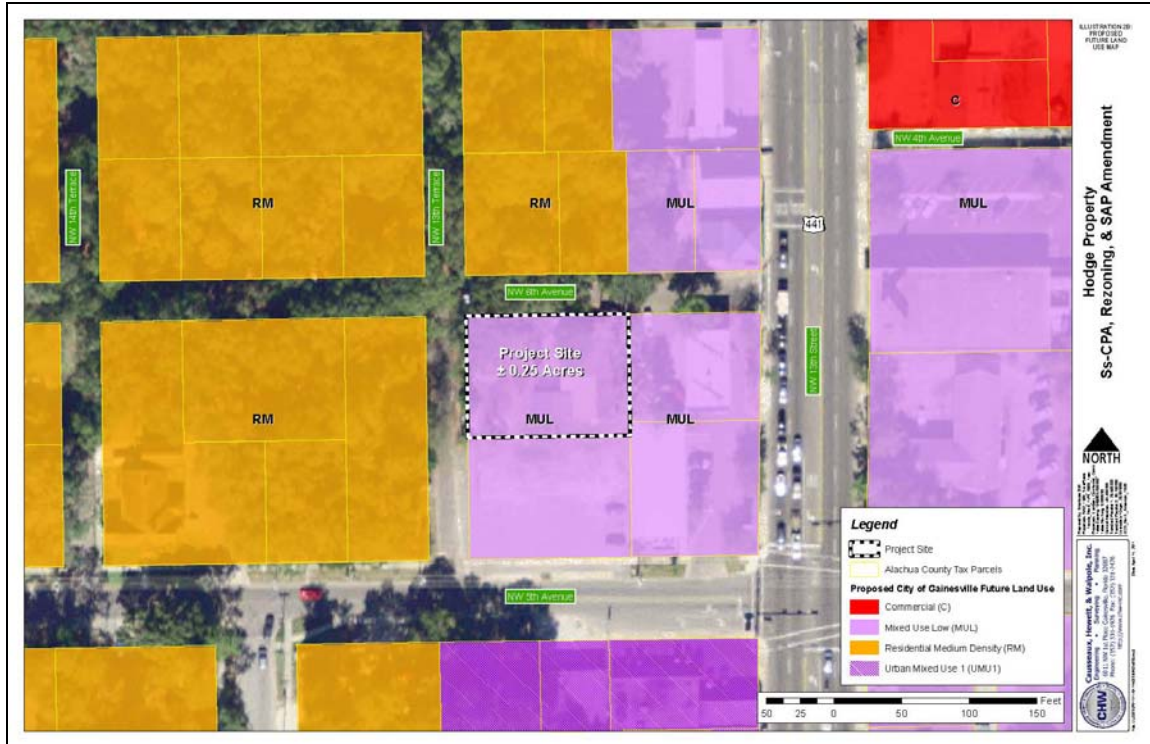 ILLUSTRATION 2B:
PROPOSED
FUTURE LAND
USE MAP
C
NW 4th Avenue
NW 14th Terrace
RM
NW 13th Terrace
RM
MUL
441
MUL
NW 6th Avenue
Project Site
± 0.25 Acres
RM
MUL
MUL
NW 13th Street
NW 5th Avenue
Legend
Project Site
Alachua County Tax Parcels
Proposed City of Gainesville Future Land Use
Commercial (C)
Mixed Use Low (MUL)
Residential Medium Density (RM)
Urban Mixed Use 1 (UMU1)
50 25 0 50 100 150 Feet
Hodge Property
Ss-CPA, Rezoning, & SAP Amendment
NORTH
Causseaux, Hewett, & Walpole, Inc.
Engineering • Surveying • Planning
CHW